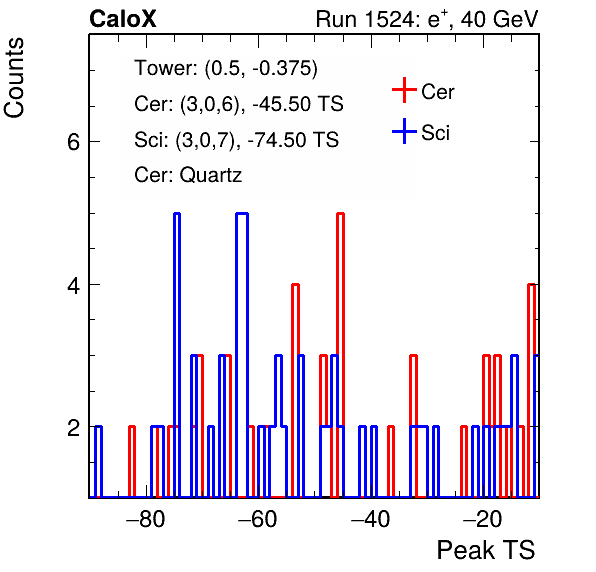 CaloX
Run 1524: e+, 40 GeV
Counts
Tower: (0.5, -0.375)
Cer: (3,0,6), -45.50 TS
Sci: (3,0,7), -74.50 TS
Cer: Quartz
Cer
Sci
6
4
2
−80 −60 −40 −20
Peak TS